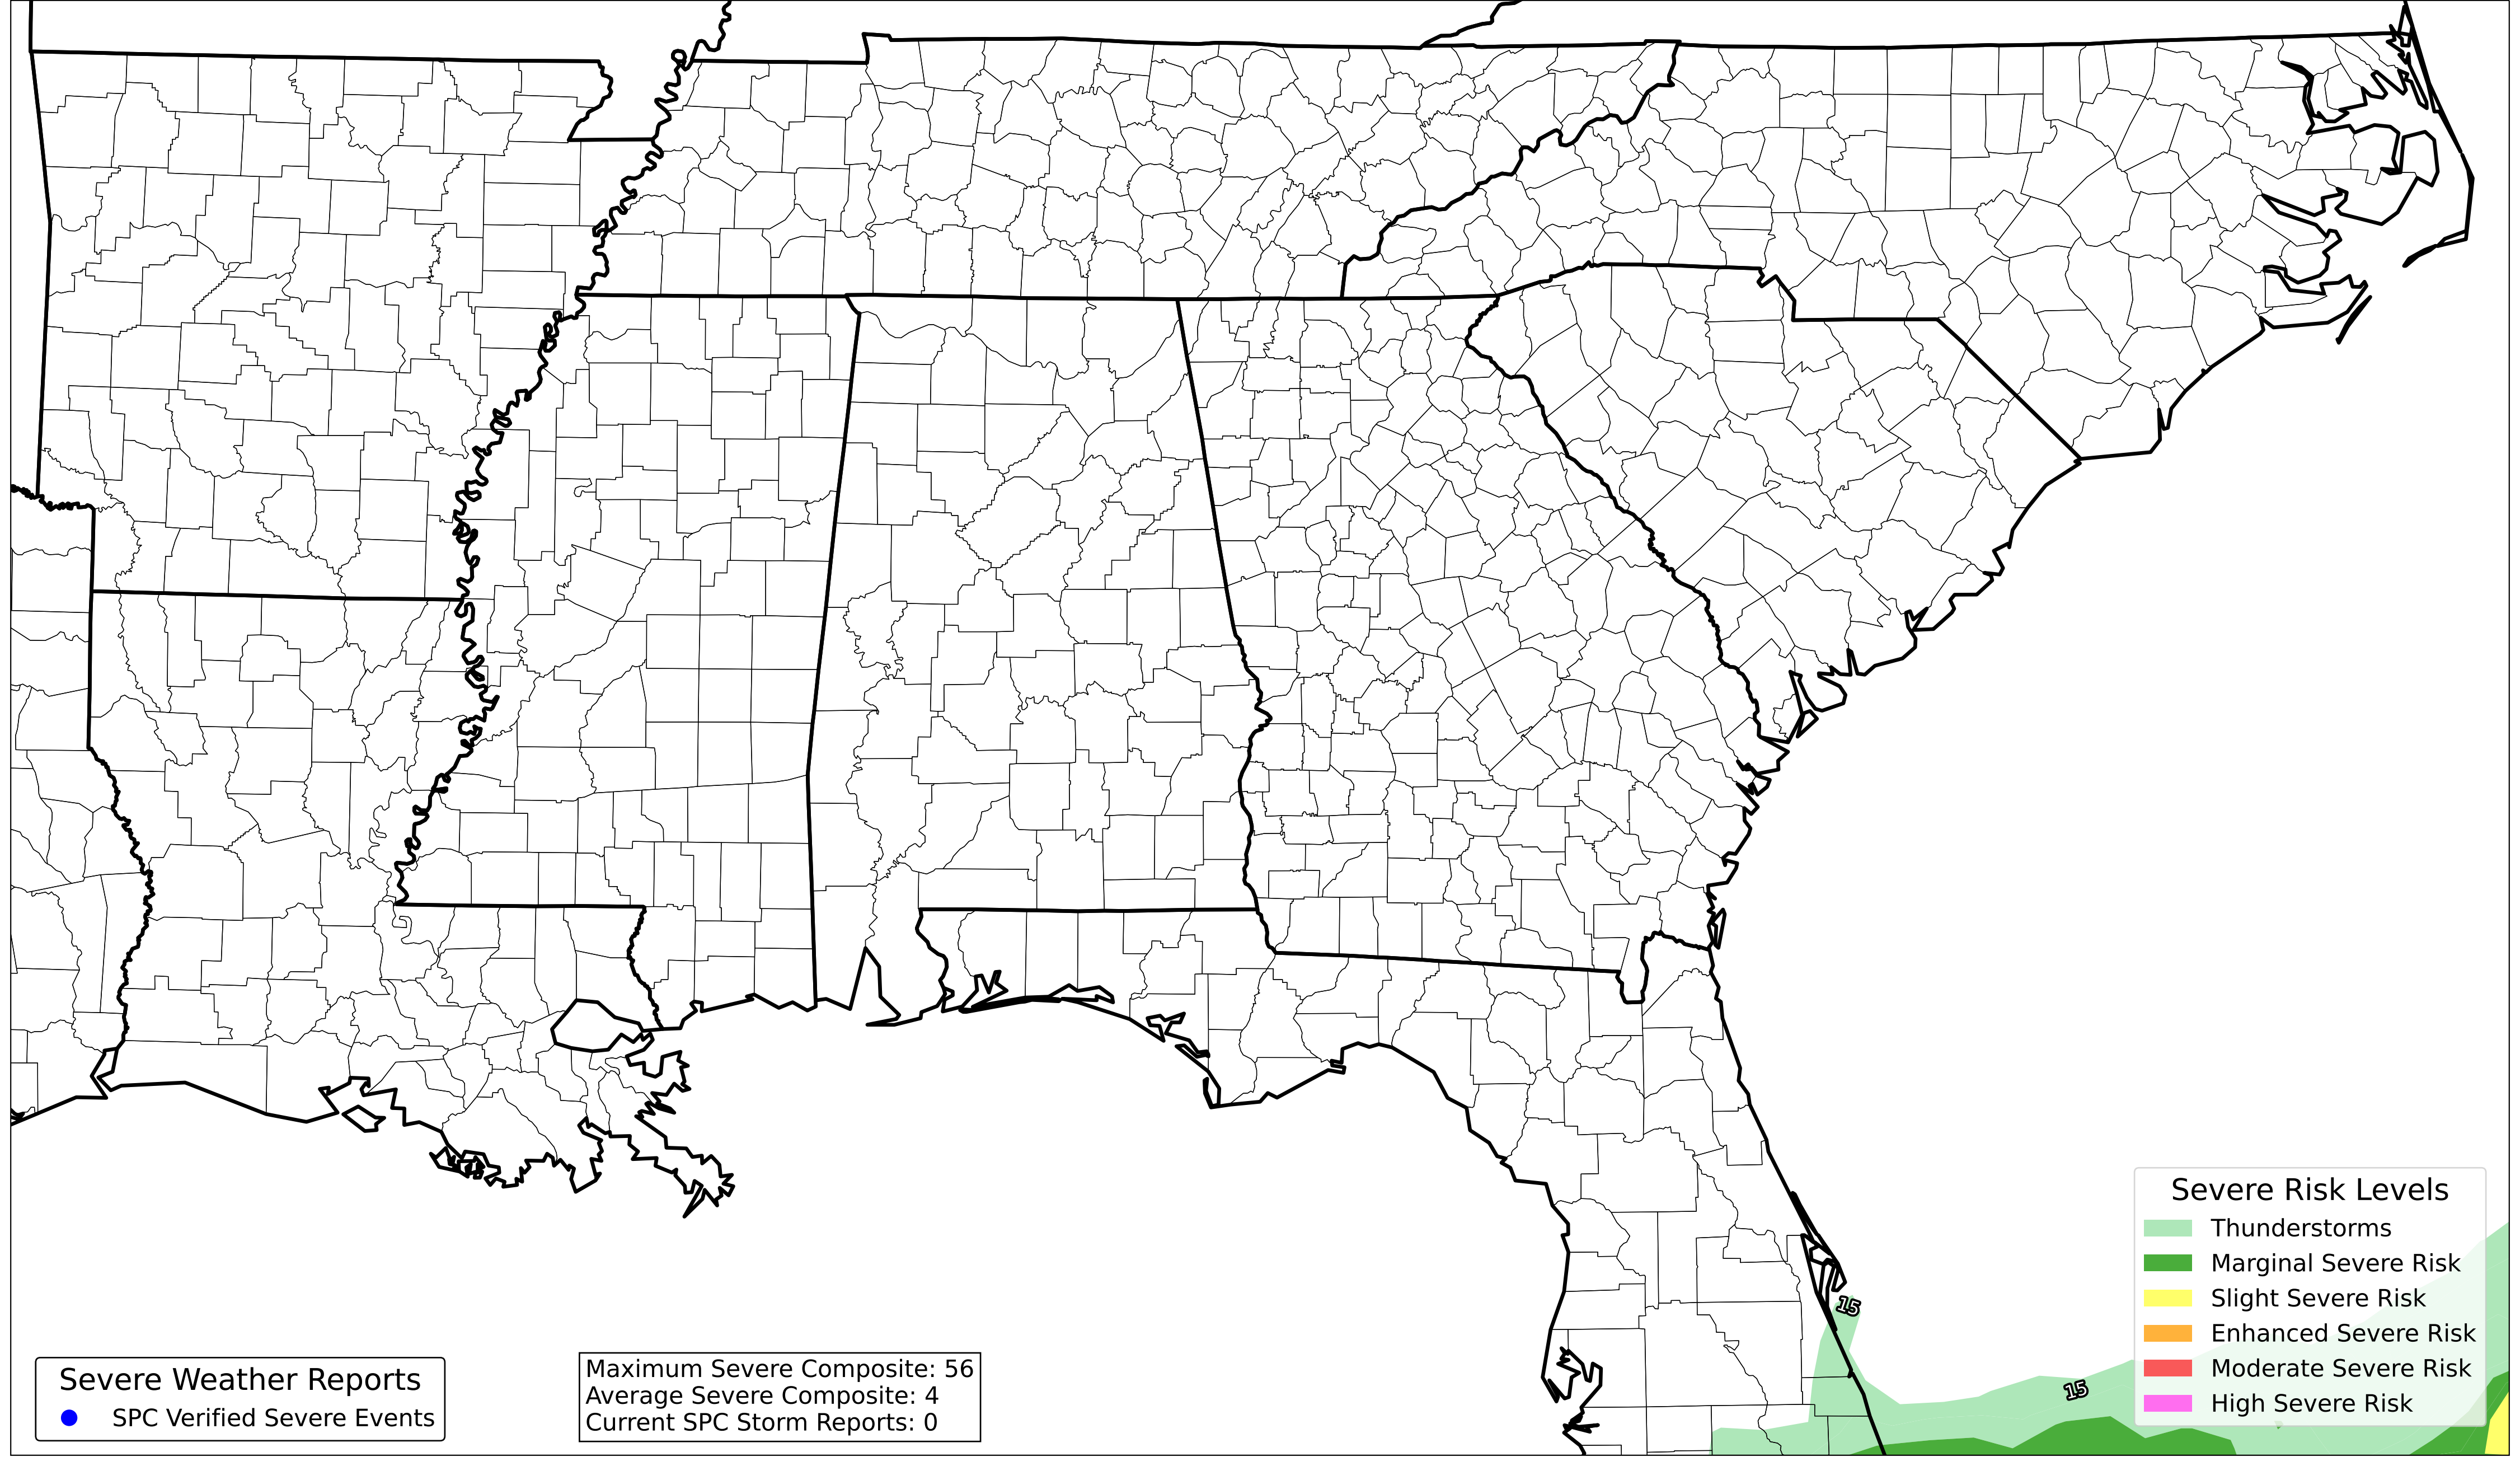 15
15
Severe Risk Levels
Thunderstorms
Marginal Severe Risk
Slight Severe Risk
Enhanced Severe Risk
Moderate Severe Risk
High Severe Risk
Severe Weather Reports
SPC Verified Severe Events
Maximum Severe Composite: 56
Average Severe Composite: 4
Current SPC Storm Reports: 0